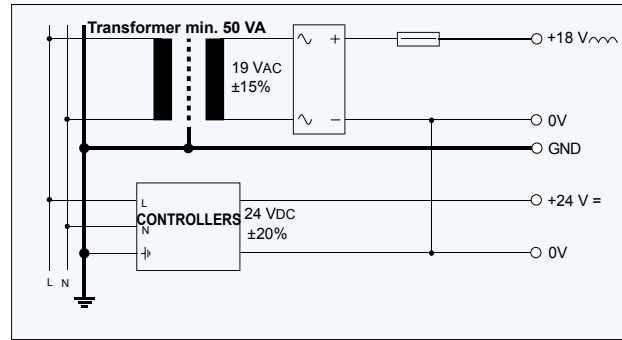 Transformer min. 50 VA
19 VAC
±15%
+
−
+18 V
0V
GND
L
CONTROLLERS
N
24 VDC
±20%
+24 V =
0V
L N